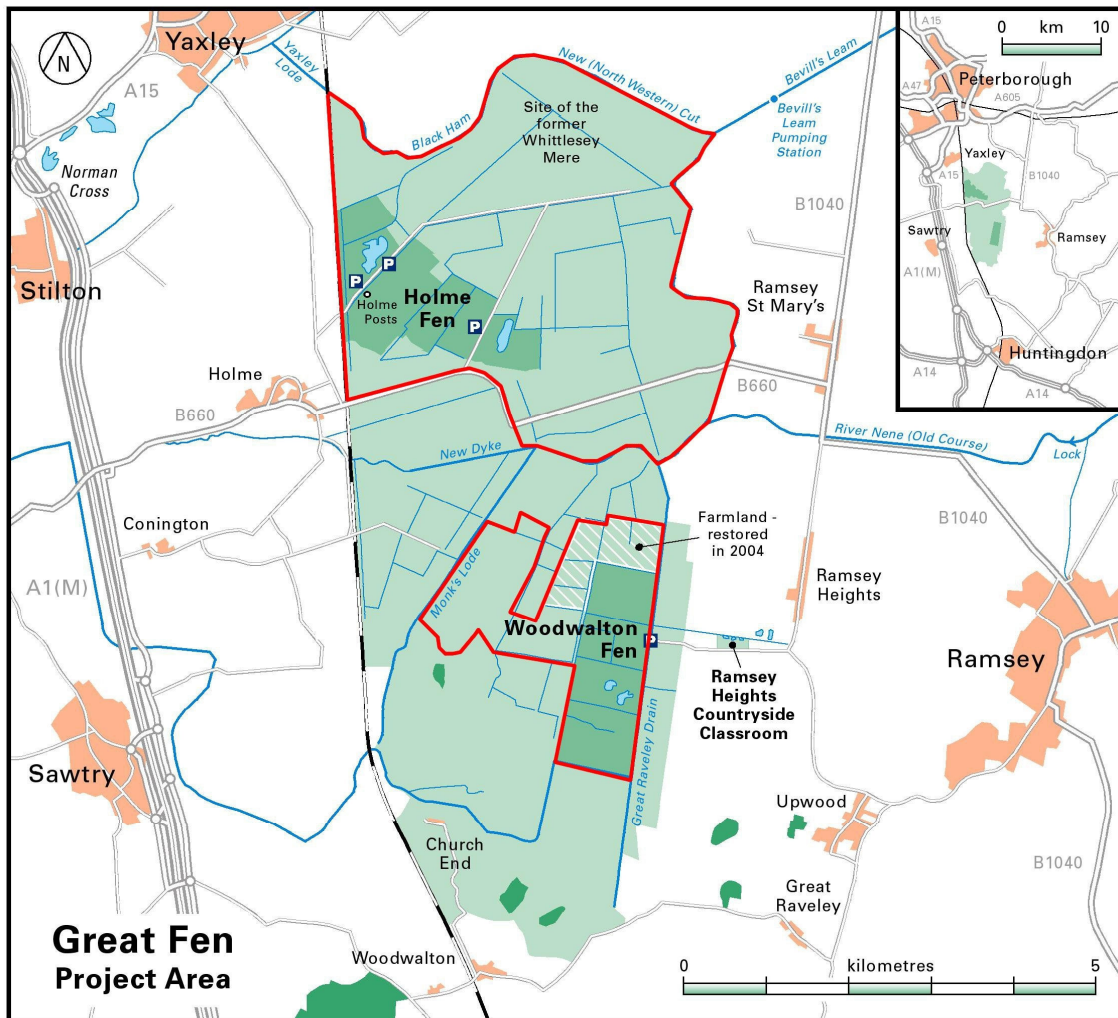 Yaxley
N
A15
Norman
Cross
Stilton
Yaxley
Lode
Black Ham
New (North Western) Cut
Site of the
former
Whittlesey
Mere
Bevill's Leam
Bevill's
Leam
Pumping
Station
B1040
0 km 10
A15
Peterborough
A47
A605
Yaxley
A15
B1040
Sawtry
Ramsey
A1(M)
Huntingdon
A14
A14
P
P
Holme
Posts
Holme
Fen
P
Ramsey
St Mary's
Holme
B660
B660
New Dyke
River Nene (Old Course)
Lock
B1040
Conington
A1(M)
Monk's Lode
Farmland -
restored
in 2004
Ramsey
Heights
Woodwalton
Fen
P
Ramsey
Heights
Countryside
Classroom
Ramsey
Sawtry
Great Raveley Drain
Upwood
Church
End
B1040
Great
Raveley
Great Fen
Project Area
Woodwalton
0 kilometres 5